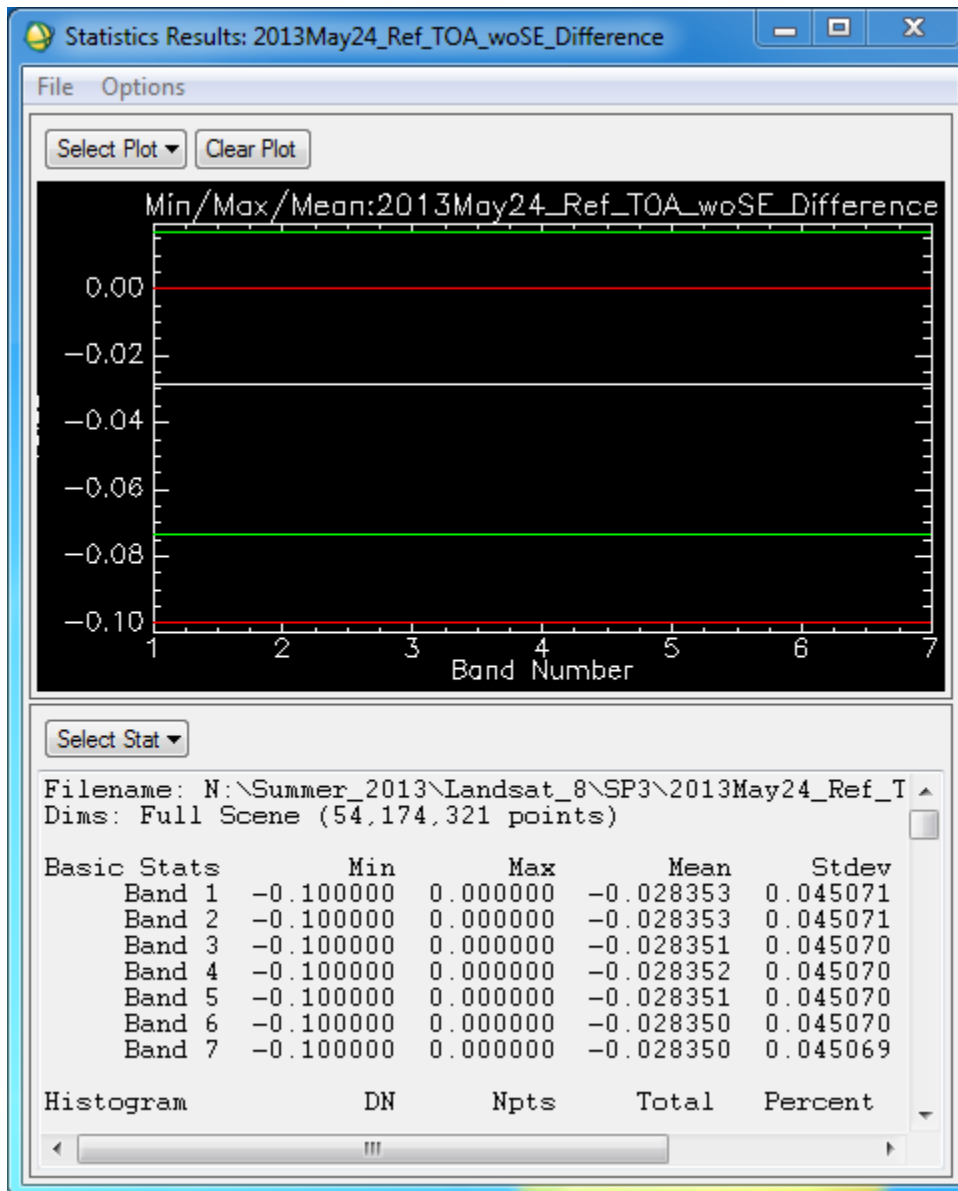 Statistics Results: 2013May24_Ref_TOA_woSE_Difference
File Options
Select Plot Clear Plot
Min/Max/Mean:2013May24_Ref_TOA_woSE_Difference
0.00
−0.02
−0.04
−0.06
−0.08
−0.10
1 2 3 4 5 6 7
Band Number
Select Stat
Filename: N:\Summer_2013\Landsat_8\SP3\2013May24_Ref_T
Dims: Full Scene (54,174,321 points)
Basic Stats Min Max Mean Stdev
Band 1 -0.100000 0.000000 -0.028353 0.045071
Band 2 -0.100000 0.000000 -0.028353 0.045071
Band 3 -0.100000 0.000000 -0.028351 0.045070
Band 4 -0.100000 0.000000 -0.028352 0.045070
Band 5 -0.100000 0.000000 -0.028351 0.045070
Band 6 -0.100000 0.000000 -0.028350 0.045070
Band 7 -0.100000 0.000000 -0.028350 0.045069
Histogram DN Npts Total Percent